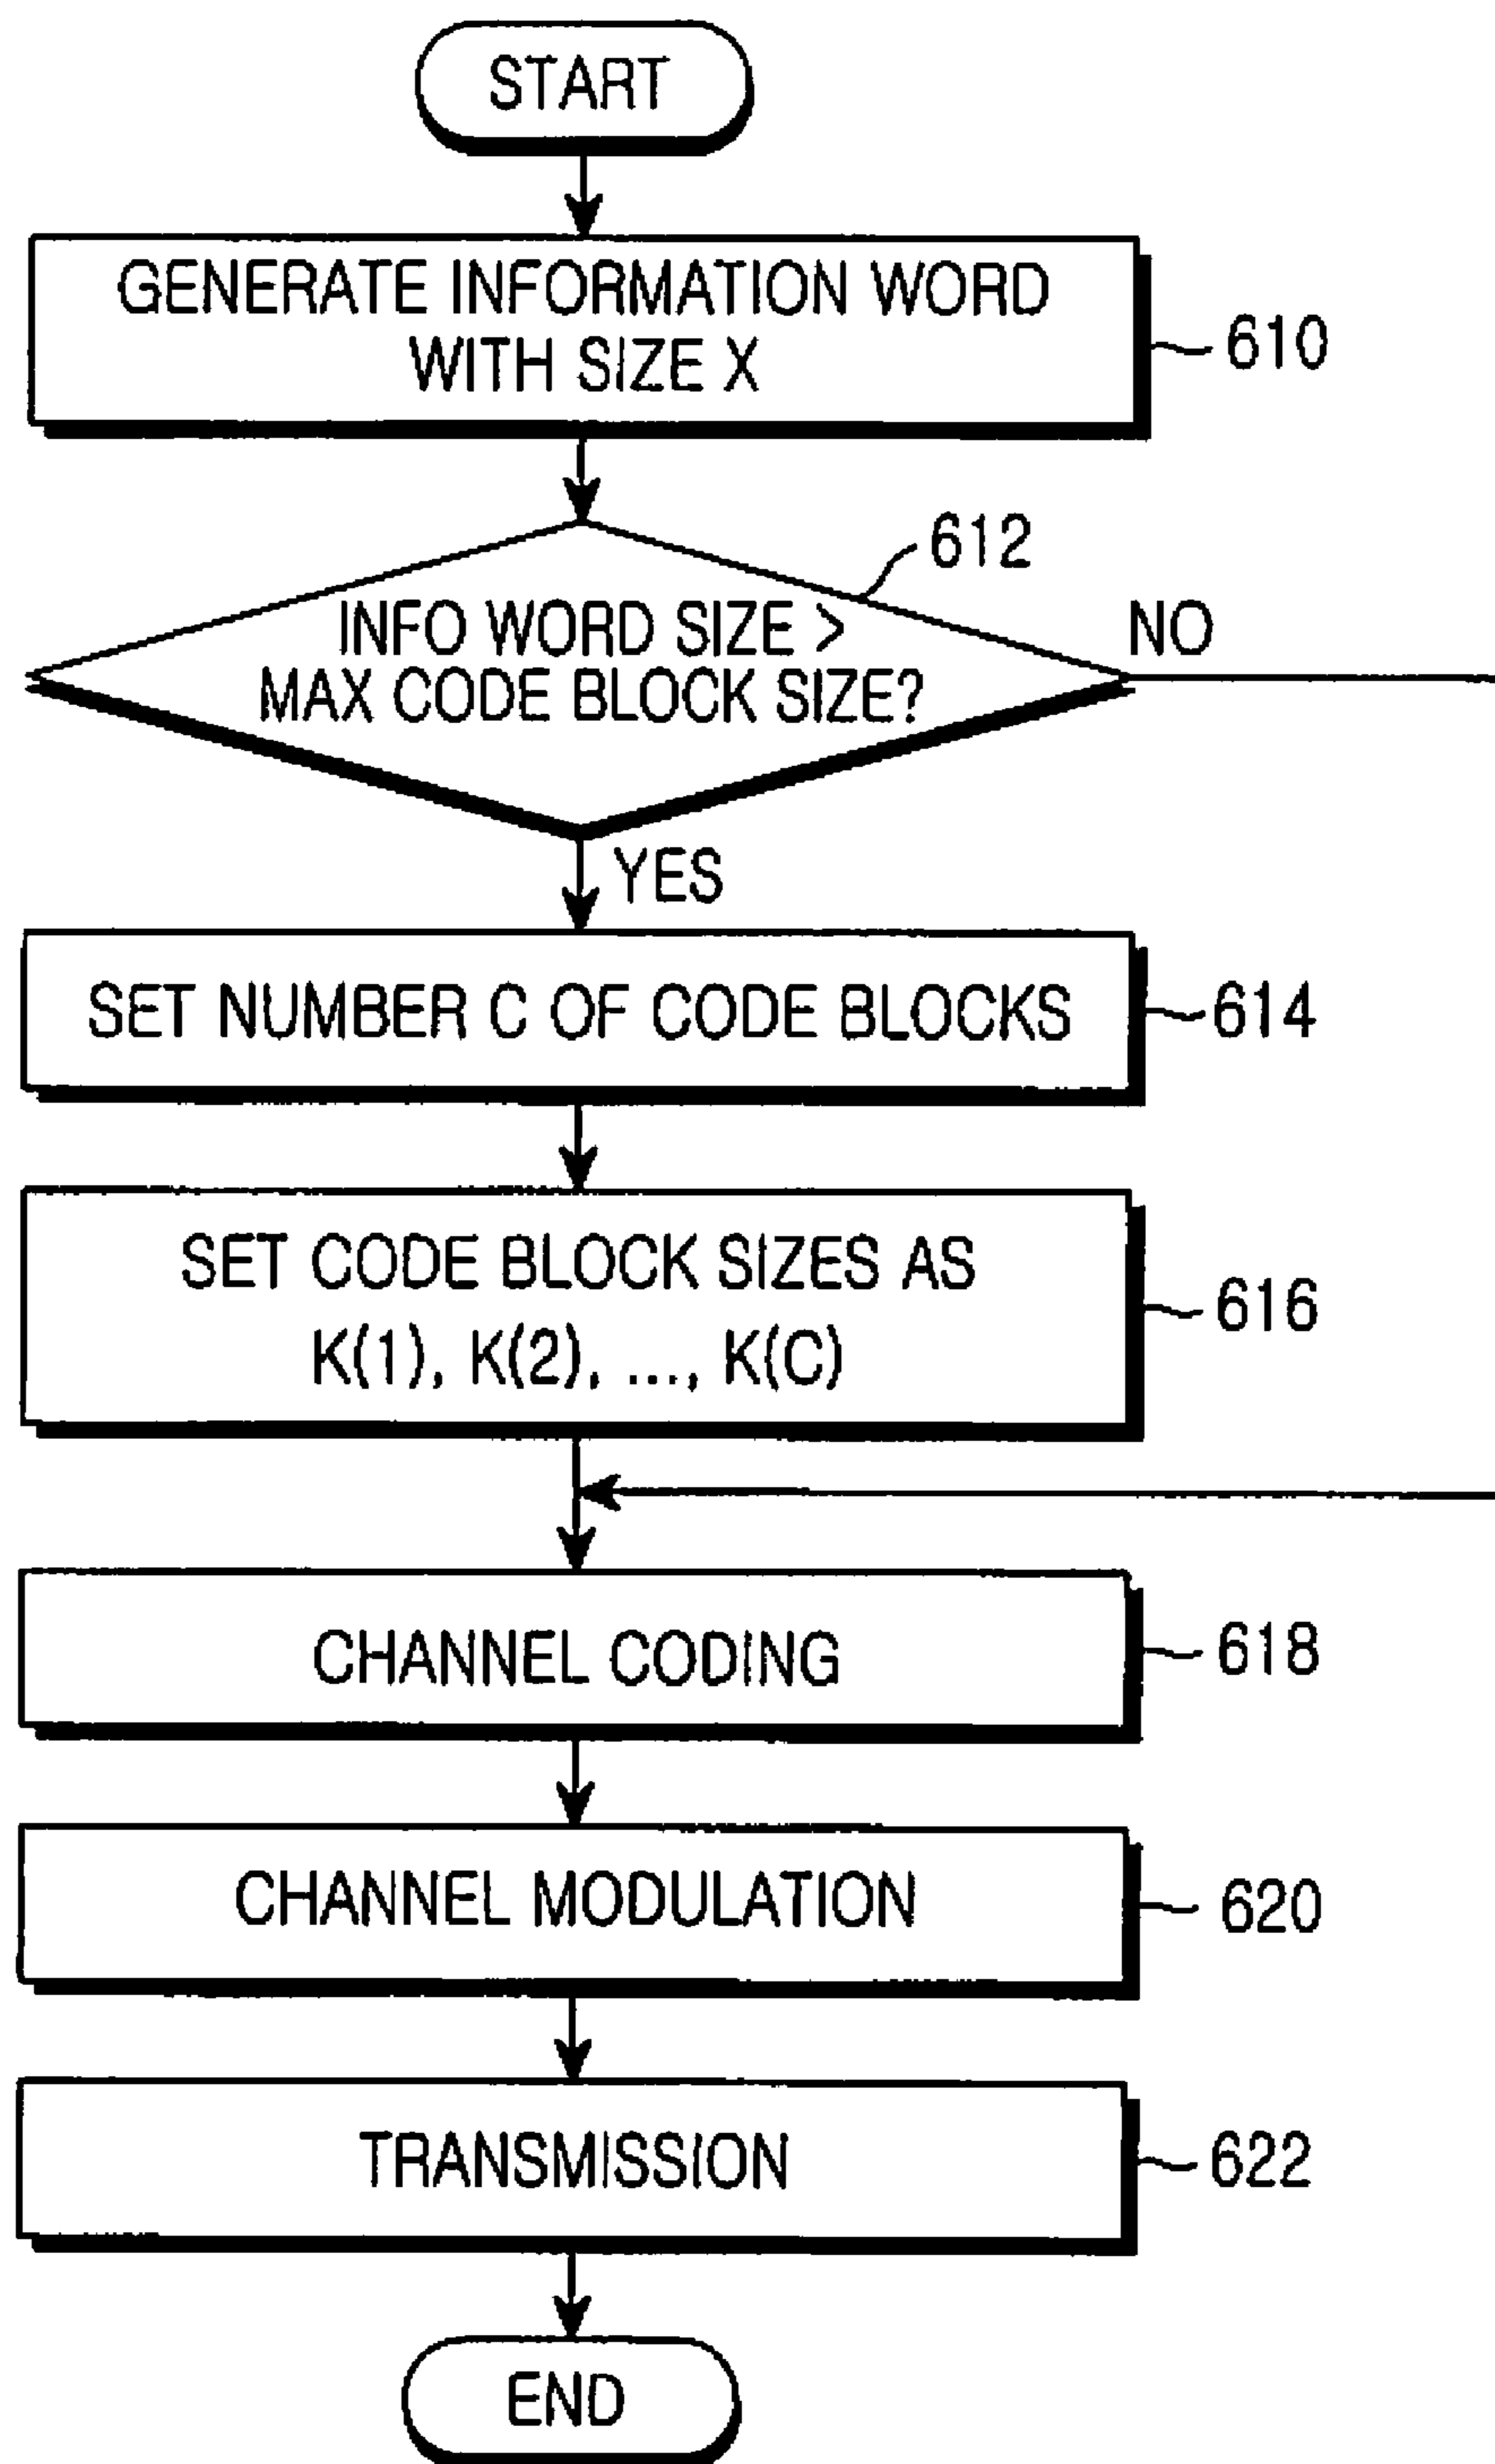 START
GENERATE INFORMATION WORD
WITH SIZE X
610
612
INFO WORD SIZE >
MAX CODE BLOCK SIZE?
NO
YES
SET NUMBER C OF CODE BLOCKS
614
SET CODE BLOCK SIZES AS
K(1), K(2), ..., K(C)
616
CHANNEL CODING
618
CHANNEL MODULATION
620
TRANSMISSION
622
END